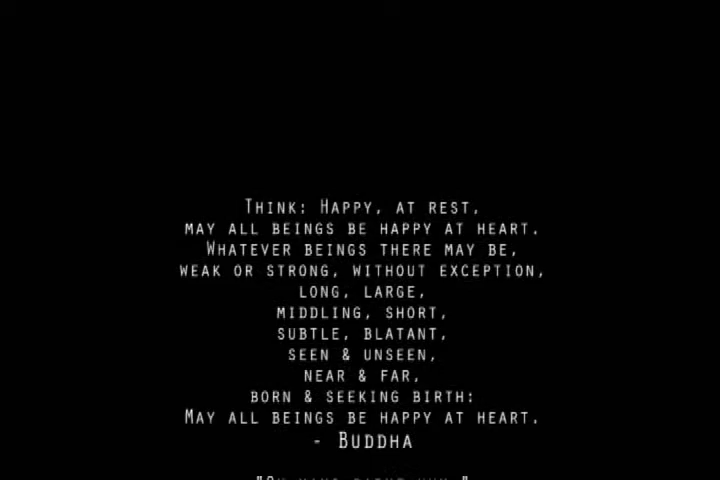 Think: Happy, at rest,
may all beings be happy at heart.
Whatever beings there may be,
weak or strong, without exception,
long, large,
middling, short,
subtle, blatant,
seen & unseen,
near & far,
born & seeking birth:
May all beings be happy at heart.
- Buddha